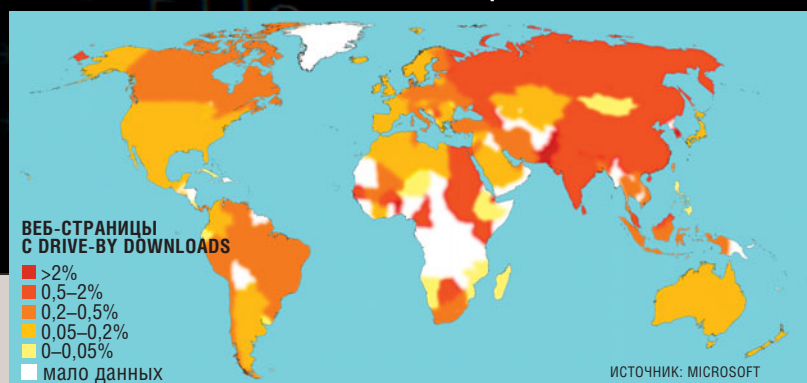 ВЕБ-СТРАНИЦЫ
С DRIVE-BY DOWNLOADS
>2%
0,5–2%
0,2–0,5%
0,05–0,2%
0–0,05%
мало данных
ИСТОЧНИК: MICROSOFT